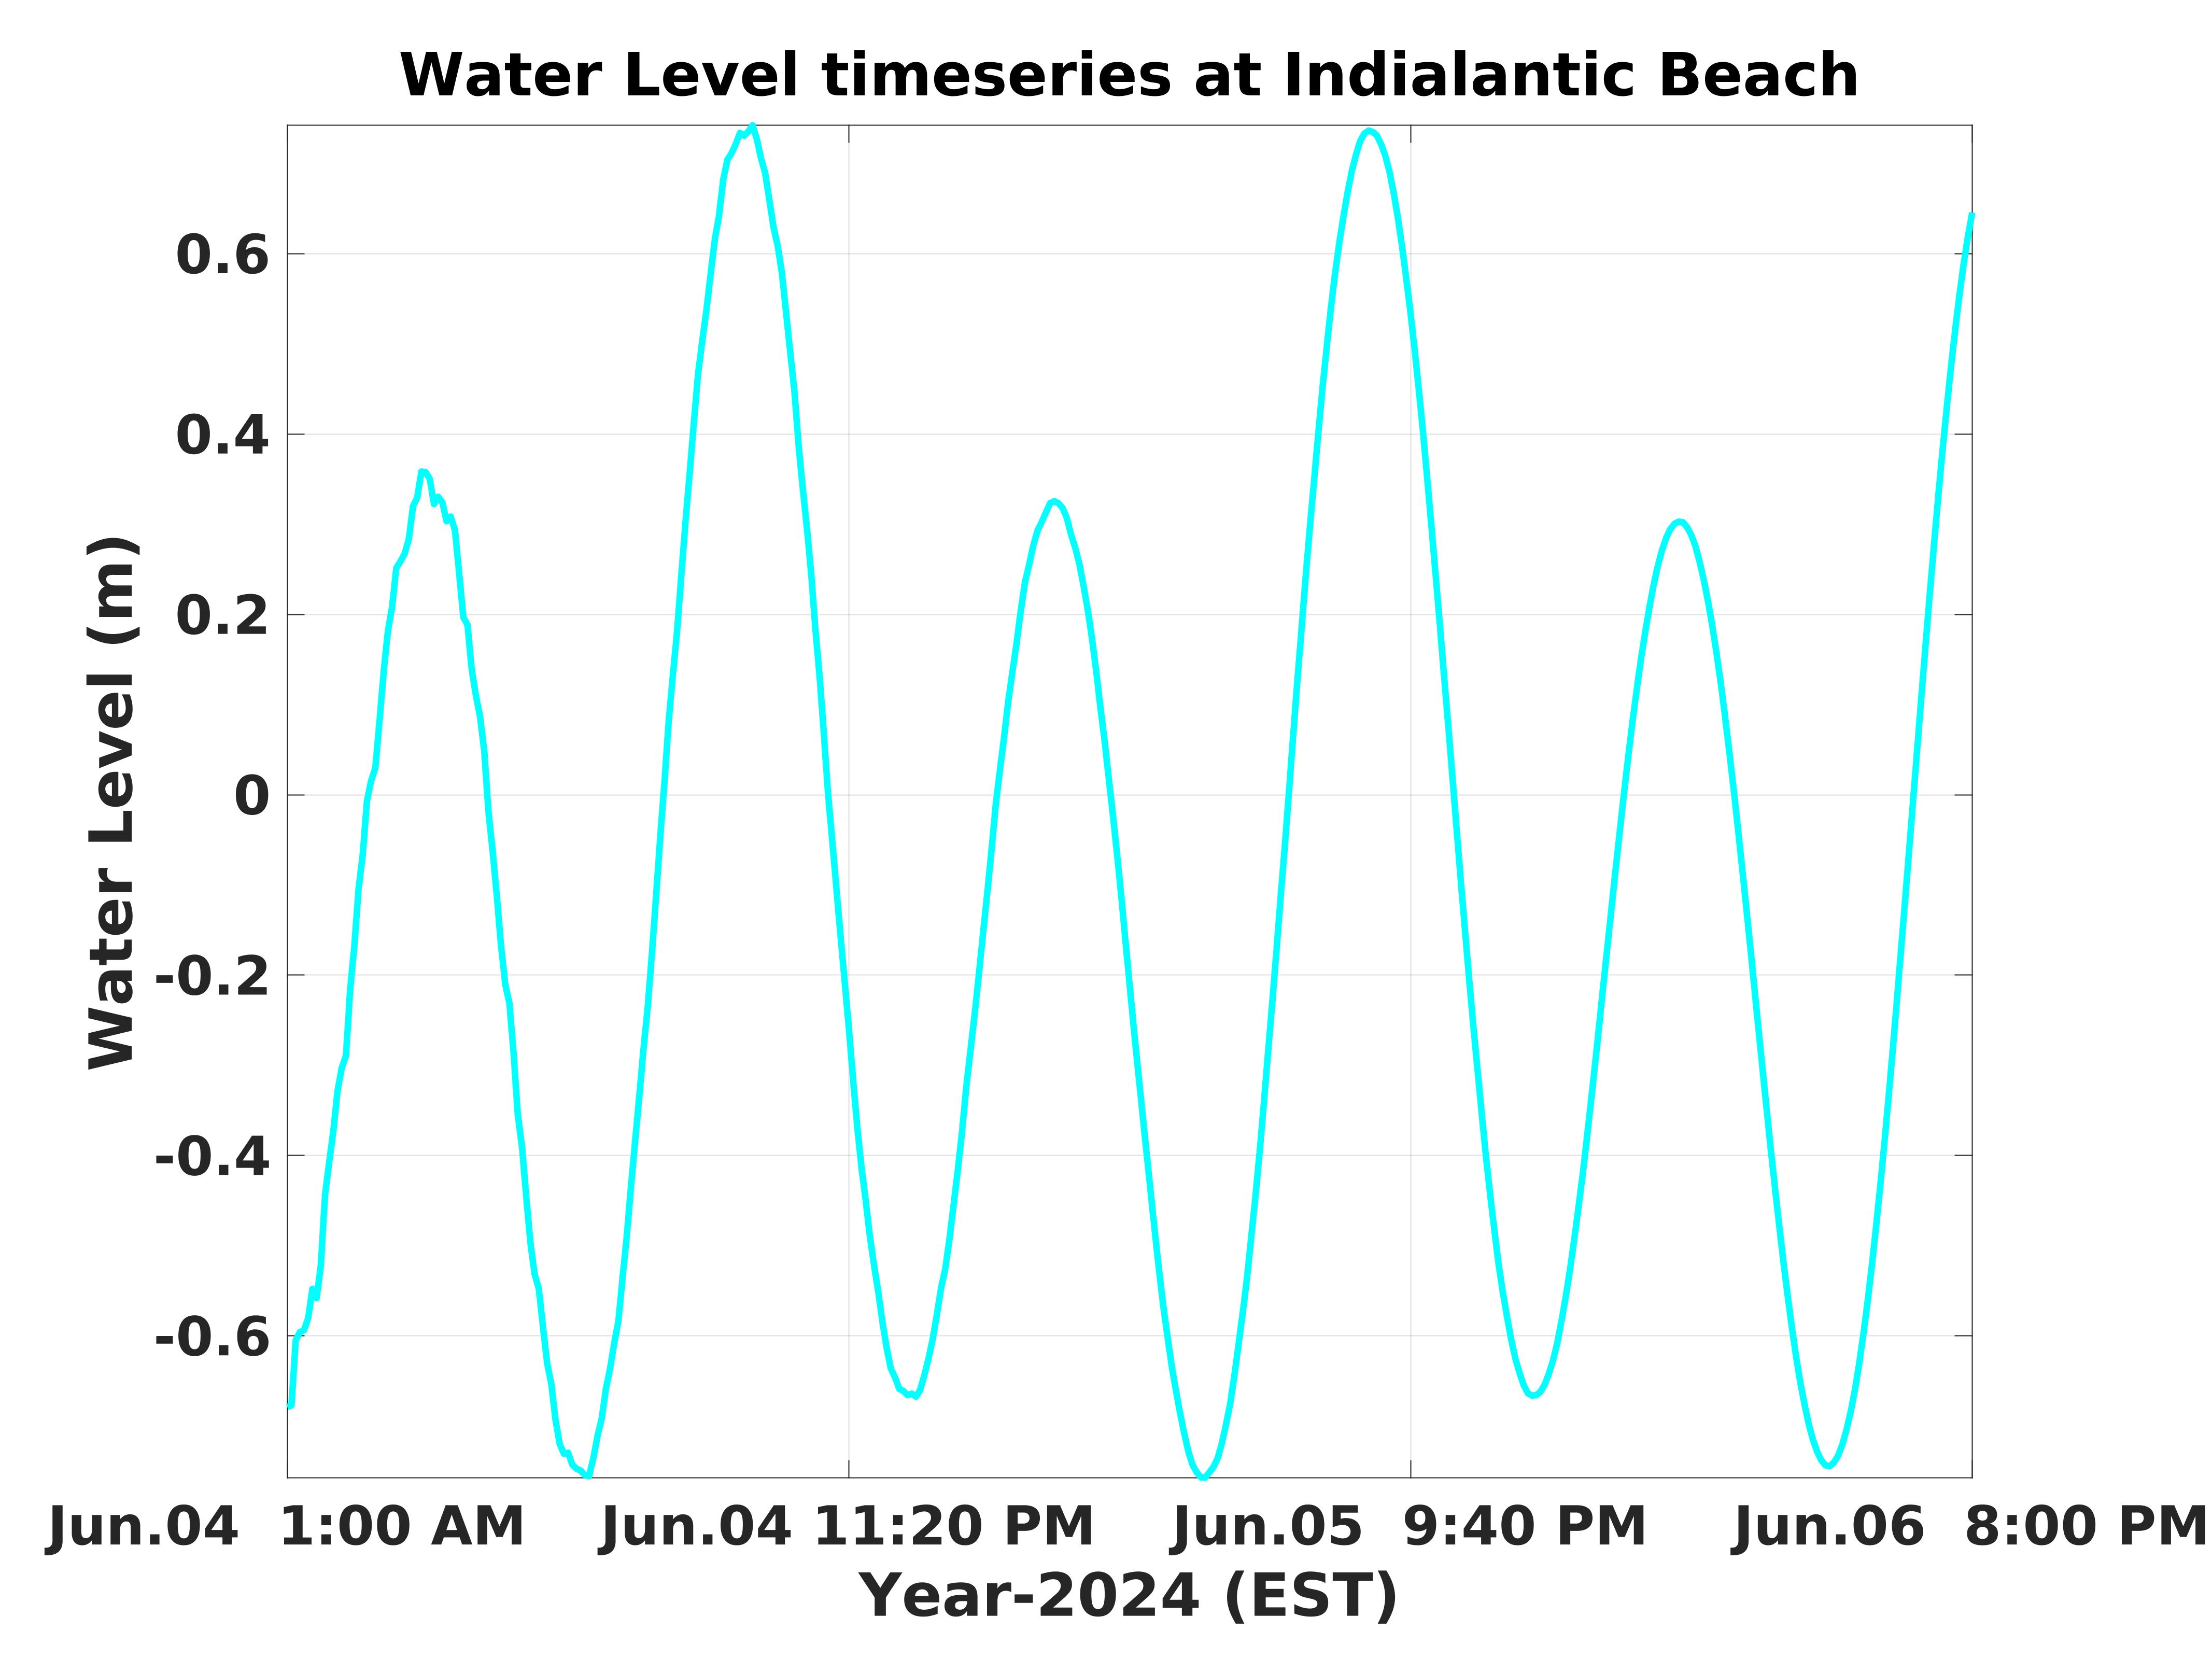 Water Level timeseries at Indialantic Beach
Water Level (m)
0.6
0.4
0.2
0
-0.2
-0.4
-0.6
Jun.04 1:00 AM Jun.04 11:20 PM Jun.05 9:40 PM Jun.06 8:00 PM
Year-2024 (EST)